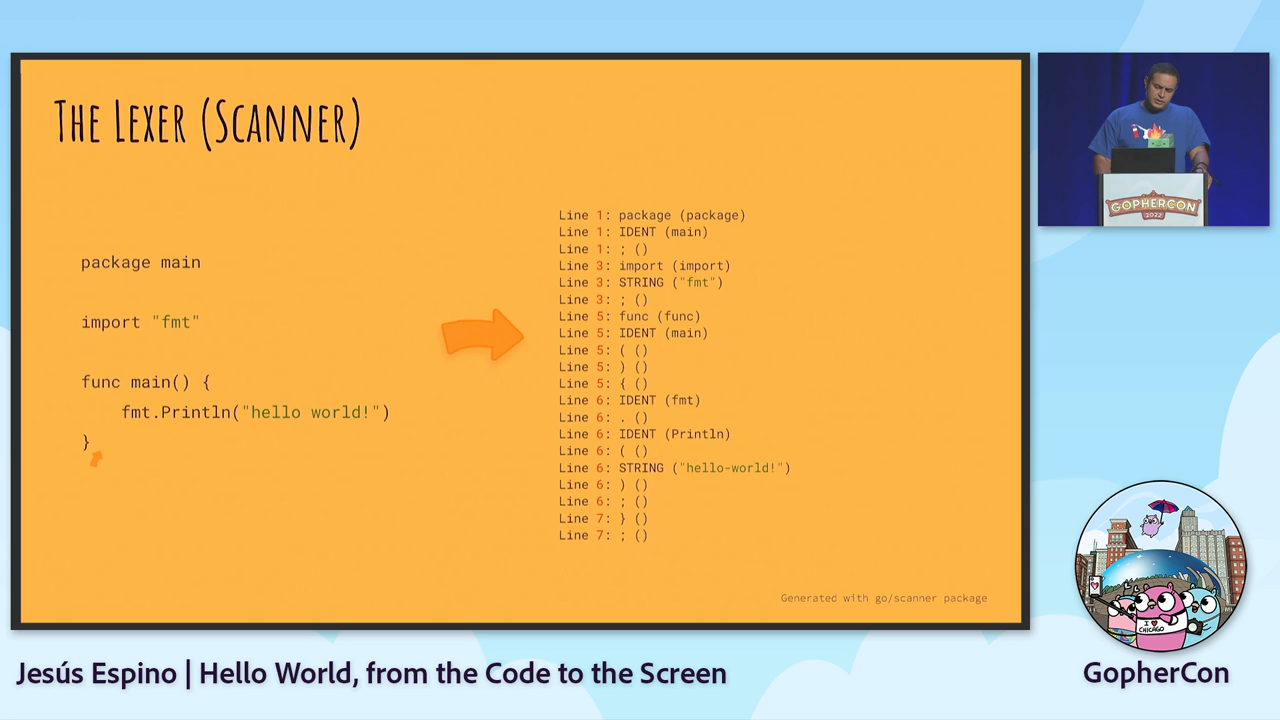 The Lexer (Scanner)
package main
import "fmt"
func main() {
fmt.Println("hello world!")
}
Line 1: package (package)
Line 1: IDENT (main)
Line 1: ; ()
Line 3: import (import)
Line 3: STRING ("fmt")
Line 3: ; ()
Line 5: func (func)
Line 5: IDENT (main)
Line 5: ( ()
Line 5: ) ()
Line 5: { ()
Line 6: IDENT (fmt)
Line 6: . ()
Line 6: IDENT (Println)
Line 6: ( ()
Line 6: STRING ("hello-world!")
Line 6: ) ()
Line 6: ; ()
Line 7: } ()
Line 7: ; ()
Generated with go/scanner package
GOPHERCON
2022
I ♥
CHICAGO
Jesús Espino | Hello World, from the Code to the Screen
GopherCon